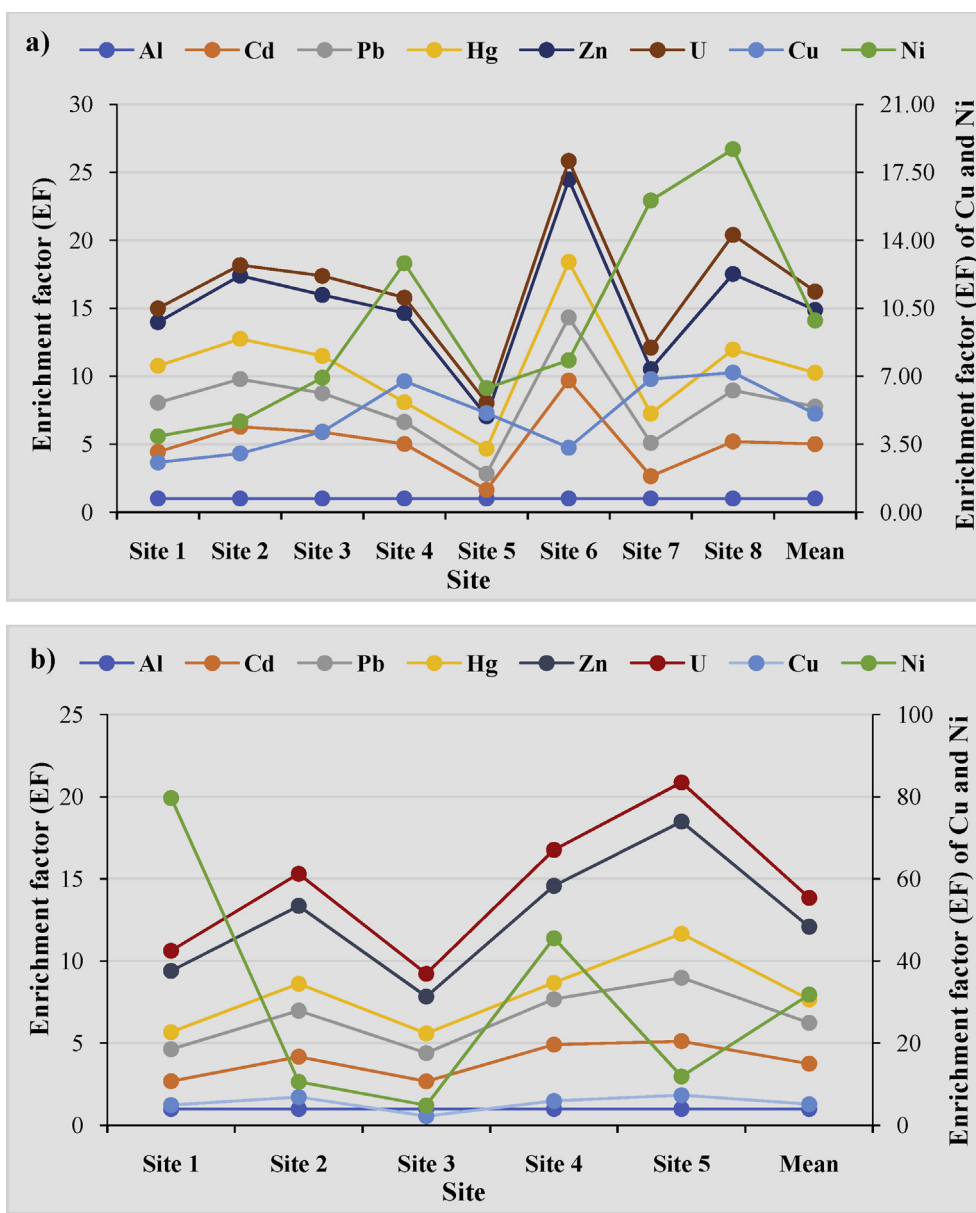 a)
Al Cd Pb Hg Zn U Cu Ni
Enrichment factor (EF)
30
25
20
15
10
5
0
21.00
17.50
14.00
10.50
7.00
3.50
0.00
Enrichment factor (EF) of Cu and Ni
Site 1 Site 2 Site 3 Site 4 Site 5 Site 6 Site 7 Site 8 Mean
Site
b)
Al Cd Pb Hg Zn U Cu Ni
Enrichment factor (EF)
25
20
15
10
5
0
100
80
60
40
20
0
Enrichment factor (EF) of Cu and Ni
Site 1 Site 2 Site 3 Site 4 Site 5 Mean
Site